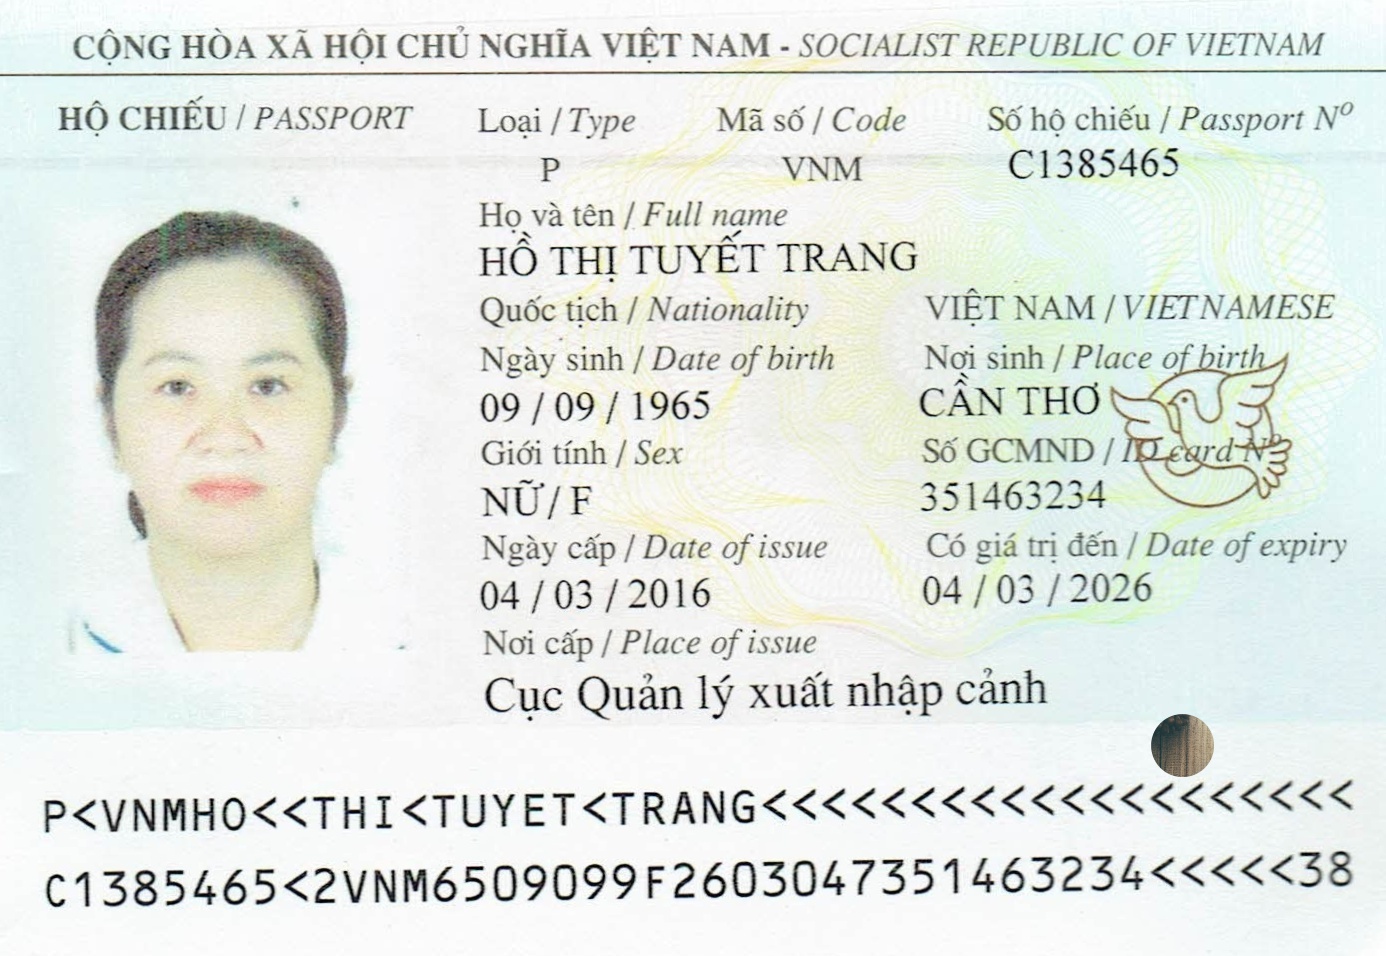 CỘNG HÒA XÃ HỘI CHỦ NGHĨA VIỆT NAM - SOCIALIST REPUBLIC OF VIETNAM
HỘ CHIẾU / PASSPORT
Loại / Type Mã số / Code Số hộ chiếu / Passport Nº
P VNM C1385465
Họ và tên / Full name
HỒ THỊ TUYẾT TRANG
Quốc tịch / Nationality VIỆT NAM / VIETNAMESE
Ngày sinh / Date of birth Nơi sinh / Place of birth
09 / 09 / 1965 CẦN THƠ
Giới tính / Sex Số GCMND / ID card Nº
NỮ / F 351463234
Ngày cấp / Date of issue Có giá trị đến / Date of expiry
04 / 03 / 2016 04 / 03 / 2026
Nơi cấp / Place of issue
Cục Quản lý xuất nhập cảnh
P<VNMHO<<THI<TUYET<TRANG<<<<<<<<<<<<<<<<<<<<
C1385465<2VNM6509099F2603047351463234<<<<<38